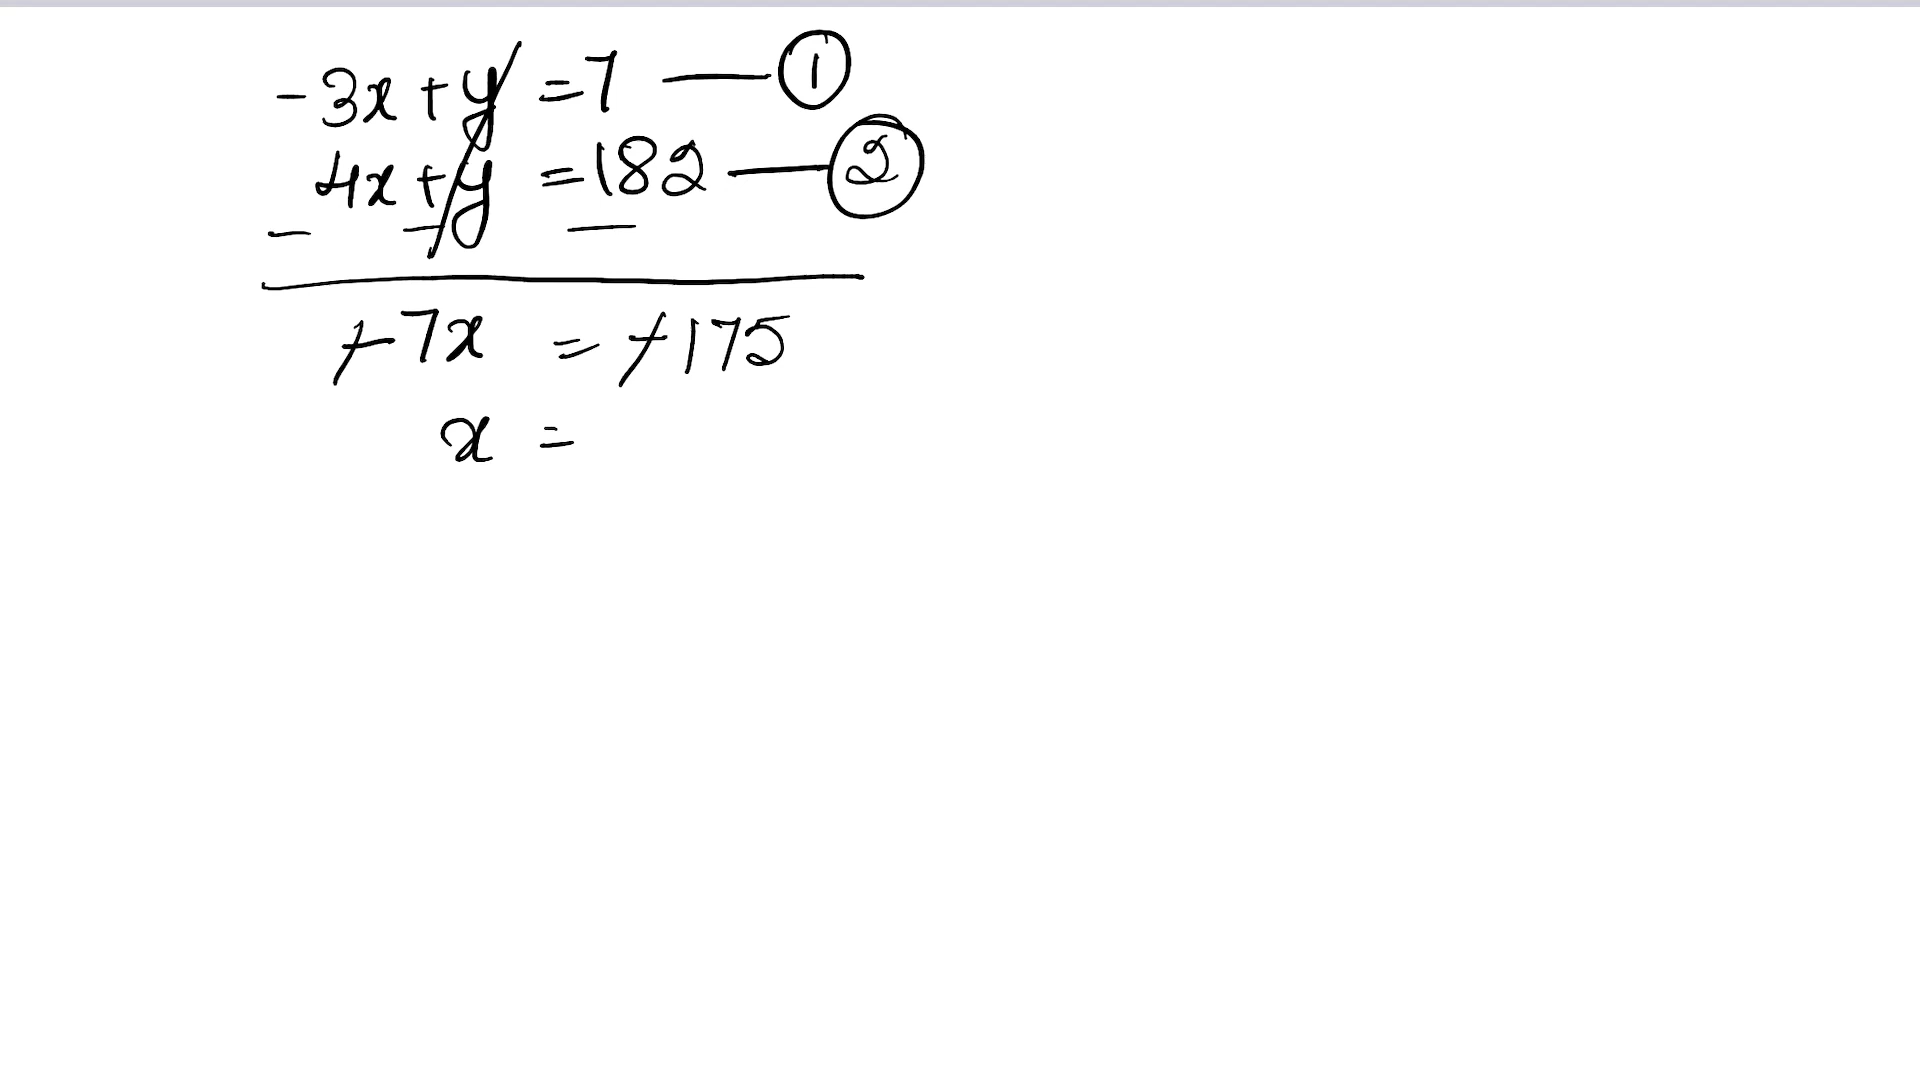 -3x + y = 7 — ①
4x + y = 182 — ②
- - -
-7x = -175
x =